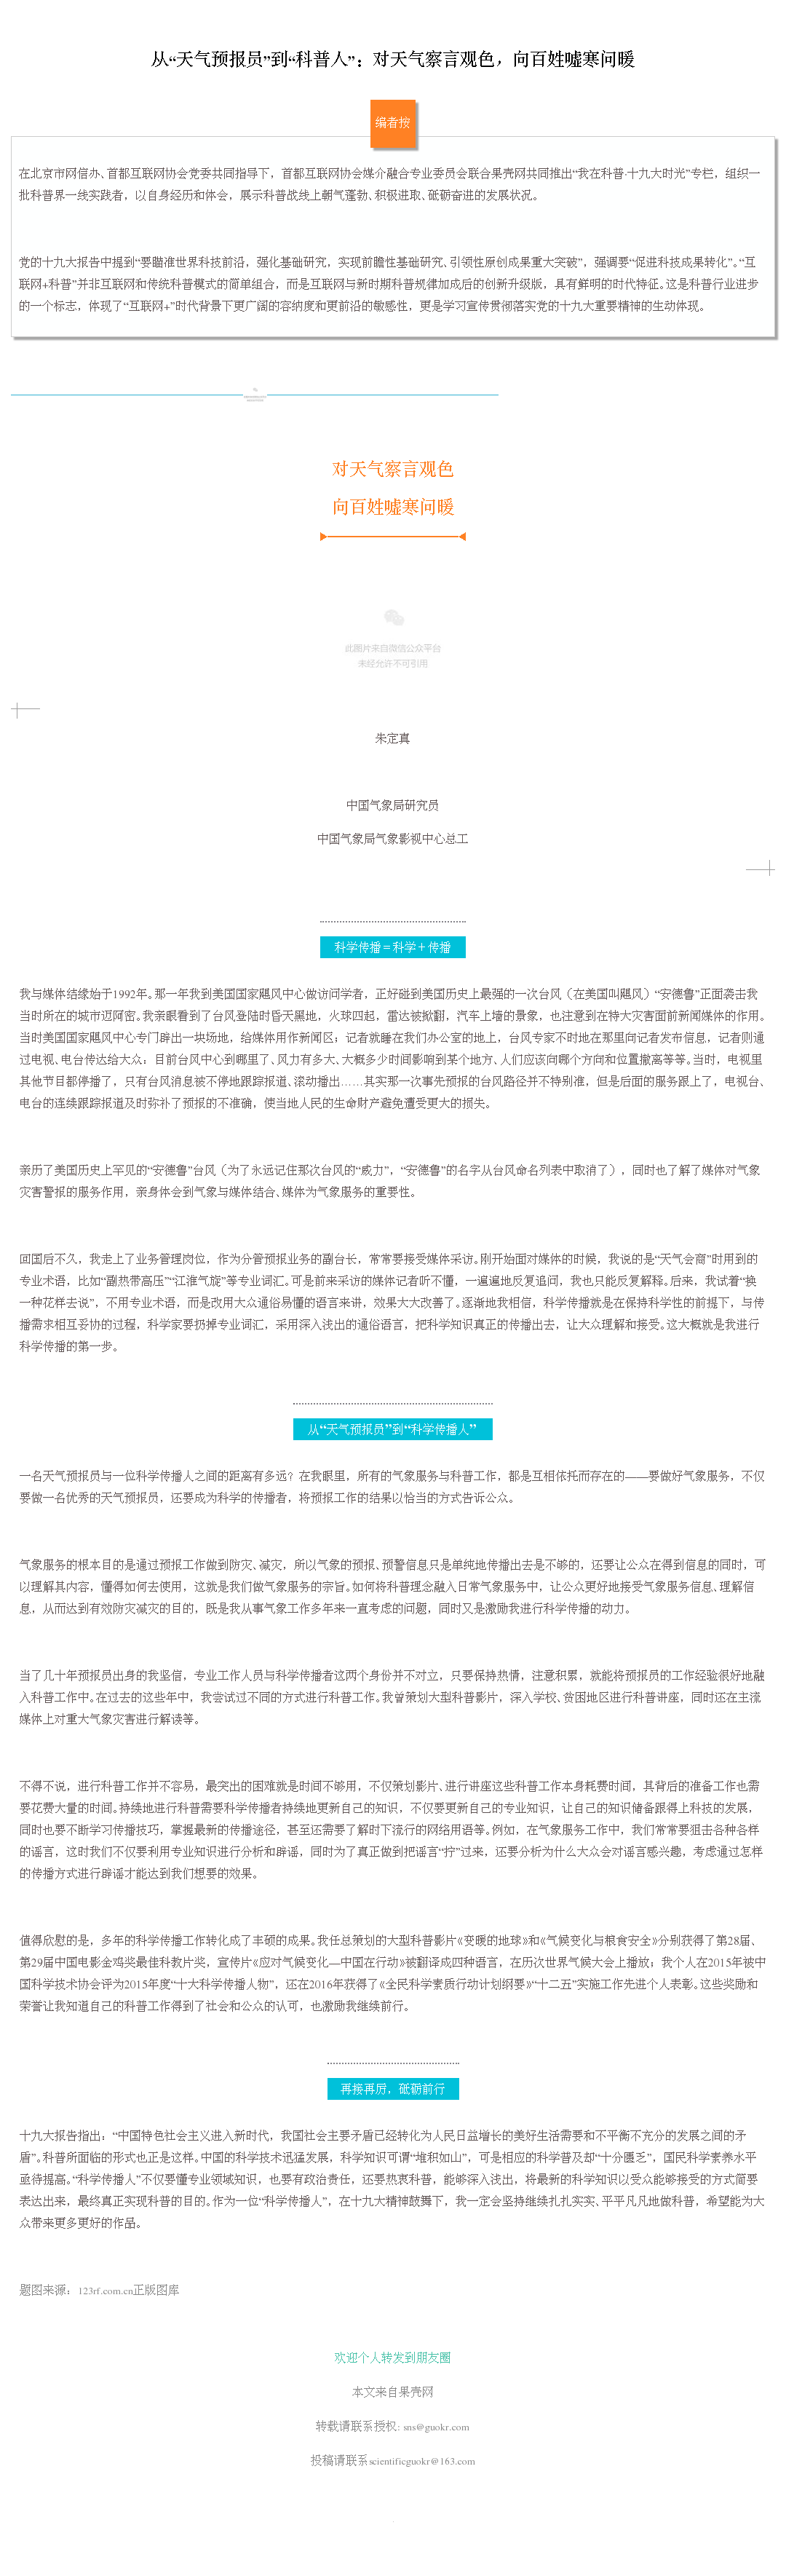 从“天气预报员”到“科普人”：对天气察言观色，向百姓嘘寒问暖
编者按
在北京市网信办、首都互联网协会党委共同指导下，首都互联网协会媒介融合专业委员会联合果壳网共同推出“我在科普·十九大时光”专栏，组织一
批科普界一线实践者，以自身经历和体会，展示科普战线上朝气蓬勃、积极进取、砥砺奋进的发展状况。
党的十九大报告中提到“要瞄准世界科技前沿，强化基础研究，实现前瞻性基础研究、引领性原创成果重大突破”，强调要“促进科技成果转化”。“互
联网+科普”并非互联网和传统科普模式的简单组合，而是互联网与新时期科普规律加成后的创新升级版，具有鲜明的时代特征。这是科普行业进步
的一个标志，体现了“互联网+”时代背景下更广阔的容纳度和更前沿的敏感性，更是学习宣传贯彻落实党的十九大重要精神的生动体现。
对天气察言观色
向百姓嘘寒问暖
此图片来自微信公众平台
未经允许不可引用
朱定真
中国气象局研究员
中国气象局气象影视中心总工
科学传播＝科学＋传播
我与媒体结缘始于1992年。那一年我到美国国家飓风中心做访问学者，正好碰到美国历史上最强的一次台风（在美国叫飓风）“安德鲁”正面袭击我
当时所在的城市迈阿密。我亲眼看到了台风登陆时昏天黑地，火球四起，雷达被掀翻，汽车上墙的景象，也注意到在特大灾害面前新闻媒体的作用。
当时美国国家飓风中心专门辟出一块场地，给媒体用作新闻区；记者就睡在我们办公室的地上，台风专家不时地在那里向记者发布信息，记者则通
过电视、电台传达给大众：目前台风中心到哪里了、风力有多大、大概多少时间影响到某个地方、人们应该向哪个方向和位置撤离等等。当时，电视里
其他节目都停播了，只有台风消息被不停地跟踪报道、滚动播出……其实那一次事先预报的台风路径并不特别准，但是后面的服务跟上了，电视台、
电台的连续跟踪报道及时弥补了预报的不准确，使当地人民的生命财产避免遭受更大的损失。
亲历了美国历史上罕见的“安德鲁”台风（为了永远记住那次台风的“威力”，“安德鲁”的名字从台风命名列表中取消了），同时也了解了媒体对气象
灾害警报的服务作用，亲身体会到气象与媒体结合、媒体为气象服务的重要性。
回国后不久，我走上了业务管理岗位，作为分管预报业务的副台长，常常要接受媒体采访。刚开始面对媒体的时候，我说的是“天气会商”时用到的
专业术语，比如“副热带高压”“江淮气旋”等专业词汇。可是前来采访的媒体记者听不懂，一遍遍地反复追问，我也只能反复解释。后来，我试着“换
一种花样去说”，不用专业术语，而是改用大众通俗易懂的语言来讲，效果大大改善了。逐渐地我相信，科学传播就是在保持科学性的前提下，与传
播需求相互妥协的过程，科学家要扔掉专业词汇，采用深入浅出的通俗语言，把科学知识真正的传播出去，让大众理解和接受。这大概就是我进行
科学传播的第一步。
从“天气预报员”到“科学传播人”
一名天气预报员与一位科学传播人之间的距离有多远？在我眼里，所有的气象服务与科普工作，都是互相依托而存在的——要做好气象服务，不仅
要做一名优秀的天气预报员，还要成为科学的传播者，将预报工作的结果以恰当的方式告诉公众。
气象服务的根本目的是通过预报工作做到防灾、减灾，所以气象的预报、预警信息只是单纯地传播出去是不够的，还要让公众在得到信息的同时，可
以理解其内容，懂得如何去使用，这就是我们做气象服务的宗旨。如何将科普理念融入日常气象服务中，让公众更好地接受气象服务信息、理解信
息，从而达到有效防灾减灾的目的，既是我从事气象工作多年来一直考虑的问题，同时又是激励我进行科学传播的动力。
当了几十年预报员出身的我坚信，专业工作人员与科学传播者这两个身份并不对立，只要保持热情，注意积累，就能将预报员的工作经验很好地融
入科普工作中。在过去的这些年中，我尝试过不同的方式进行科普工作。我曾策划大型科普影片，深入学校、贫困地区进行科普讲座，同时还在主流
媒体上对重大气象灾害进行解读等。
不得不说，进行科普工作并不容易，最突出的困难就是时间不够用，不仅策划影片、进行讲座这些科普工作本身耗费时间，其背后的准备工作也需
要花费大量的时间。持续地进行科普需要科学传播者持续地更新自己的知识，不仅要更新自己的专业知识，让自己的知识储备跟得上科技的发展，
同时也要不断学习传播技巧，掌握最新的传播途径，甚至还需要了解时下流行的网络用语等。例如，在气象服务工作中，我们常常要狙击各种各样
的谣言，这时我们不仅要利用专业知识进行分析和辟谣，同时为了真正做到把谣言“拧”过来，还要分析为什么大众会对谣言感兴趣，考虑通过怎样
的传播方式进行辟谣才能达到我们想要的效果。
值得欣慰的是，多年的科学传播工作转化成了丰硕的成果。我任总策划的大型科普影片《变暖的地球》和《气候变化与粮食安全》分别获得了第28届、
第29届中国电影金鸡奖最佳科教片奖，宣传片《应对气候变化—中国在行动》被翻译成四种语言，在历次世界气候大会上播放；我个人在2015年被中
国科学技术协会评为2015年度“十大科学传播人物”，还在2016年获得了《全民科学素质行动计划纲要》“十二五”实施工作先进个人表彰。这些奖励和
荣誉让我知道自己的科普工作得到了社会和公众的认可，也激励我继续前行。
再接再厉，砥砺前行
十九大报告指出：“中国特色社会主义进入新时代，我国社会主要矛盾已经转化为人民日益增长的美好生活需要和不平衡不充分的发展之间的矛
盾”。科普所面临的形式也正是这样。中国的科学技术迅猛发展，科学知识可谓“堆积如山”，可是相应的科学普及却“十分匮乏”，国民科学素养水平
亟待提高。“科学传播人”不仅要懂专业领域知识，也要有政治责任，还要热衷科普，能够深入浅出，将最新的科学知识以受众能够接受的方式简要
表达出来，最终真正实现科普的目的。作为一位“科学传播人”，在十九大精神鼓舞下，我一定会坚持继续扎扎实实、平平凡凡地做科普，希望能为大
众带来更多更好的作品。
题图来源：123rf.com.cn正版图库
欢迎个人转发到朋友圈
本文来自果壳网
转载请联系授权: sns@guokr.com
投稿请联系scientificguokr@163.com